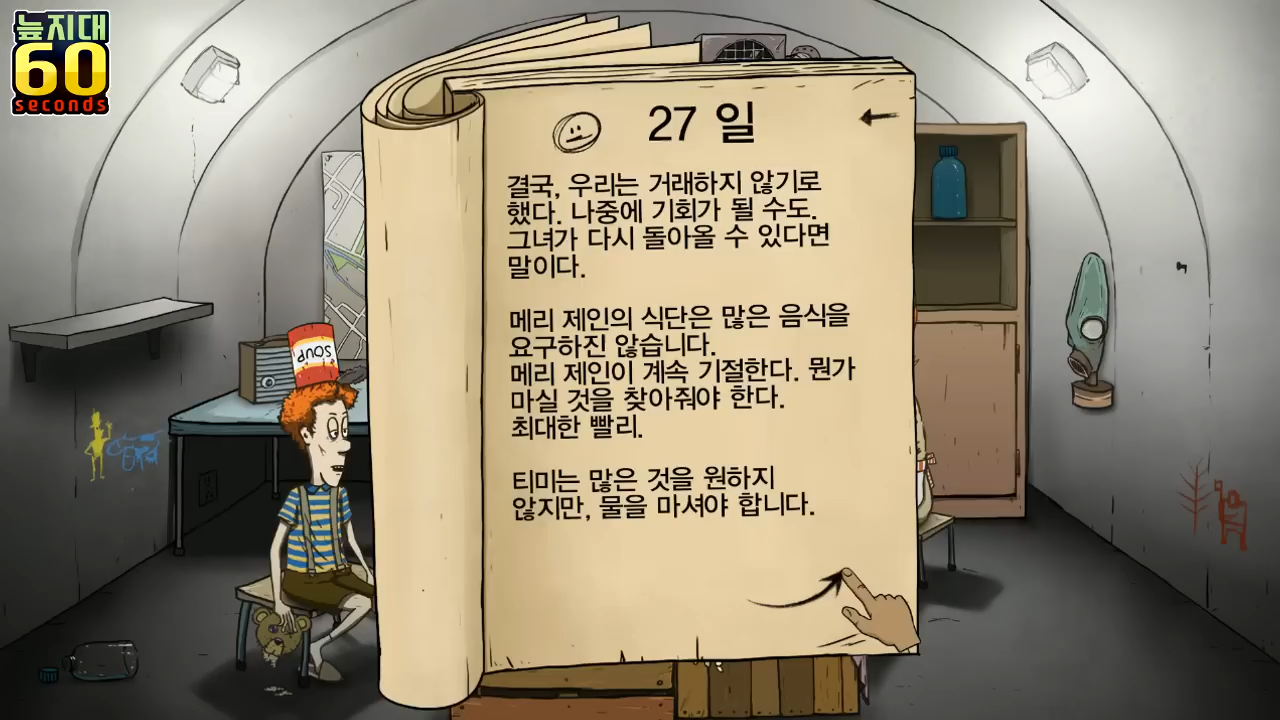 늪지대
60
seconds
27 일
결국, 우리는 거래하지 않기로
했다. 나중에 기회가 될 수도.
그녀가 다시 돌아올 수 있다면
말이다.
메리 제인의 식단은 많은 음식을
요구하진 않습니다.
메리 제인이 계속 기절한다. 뭔가
마실 것을 찾아줘야 한다.
최대한 빨리.
티미는 많은 것을 원하지
않지만, 물을 마셔야 합니다.
SOUP